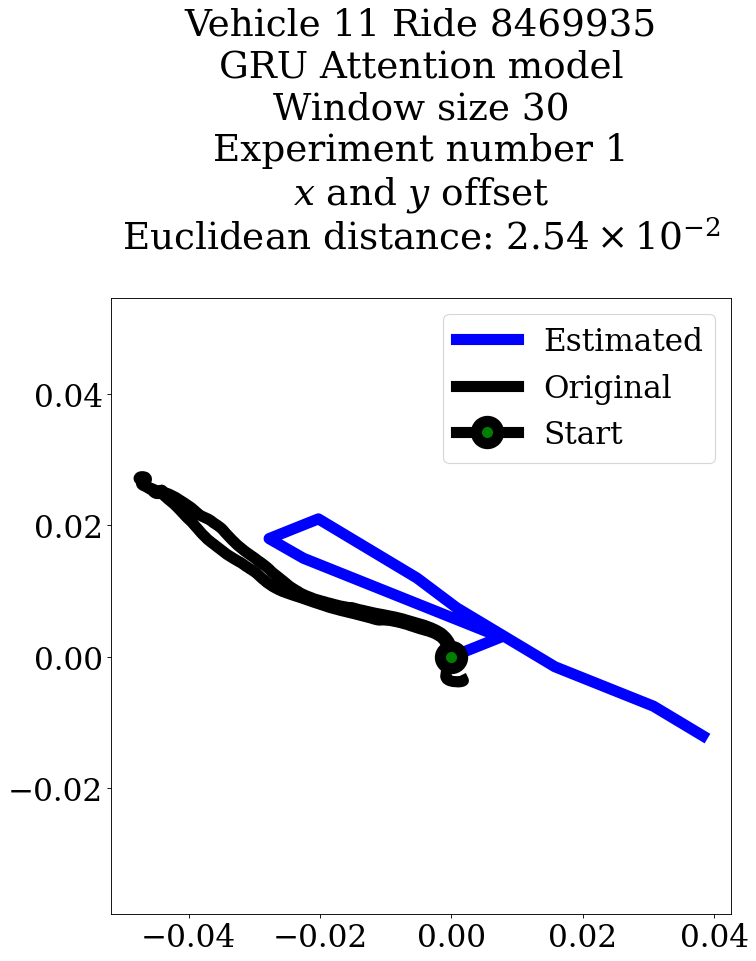 Vehicle 11 Ride 8469935
GRU Attention model
Window size 30
Experiment number 1
x and y offset
Euclidean distance: 2.54 × 10⁻²
Estimated
Original
Start
0.04
0.02
0.00
−0.02
−0.04 −0.02 0.00 0.02 0.04